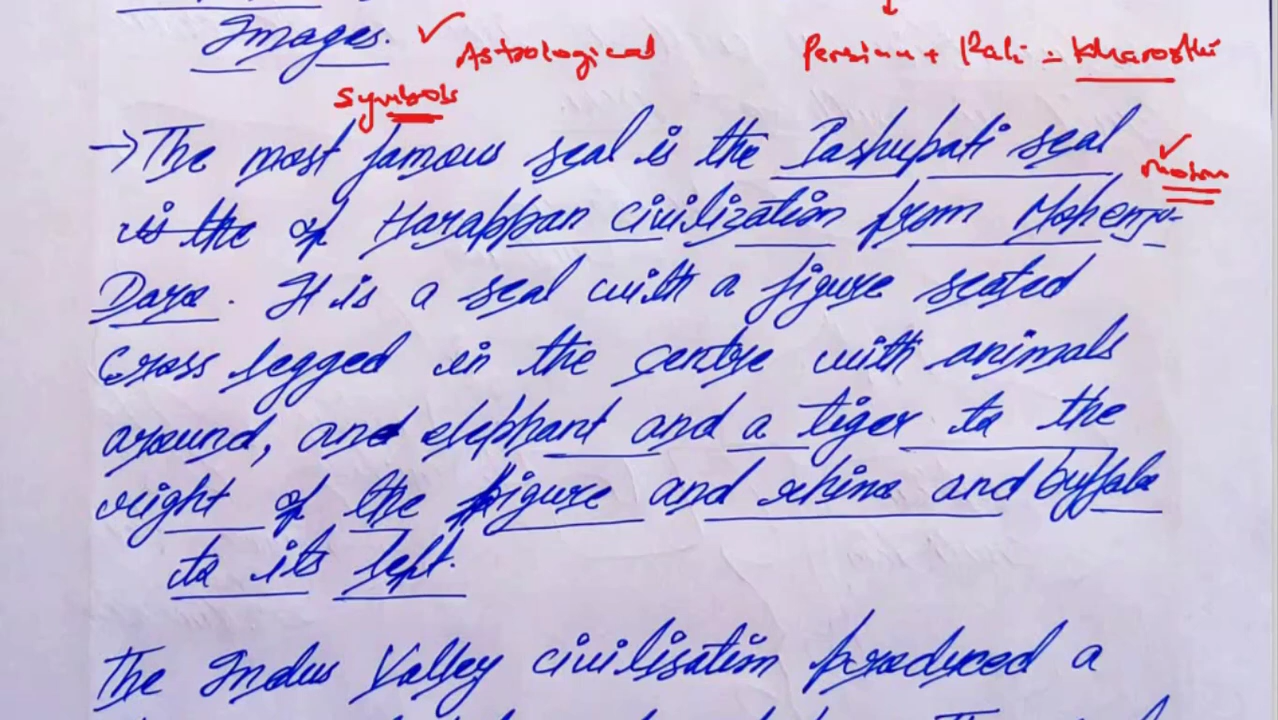 Images. ✓ Astrological
Persian + Pali = Kharoshti
Symbols
→ The most famous seal is the Pashupati seal
is the of Harappan civilization from Mohenjo-
Daro. It is a seal with a figure seated
Cross legged in the centre with animals
around, and elephant and a tiger to the
right of the figure and rhino and buffalo
to its left.
The Indus Valley civilisation produced a